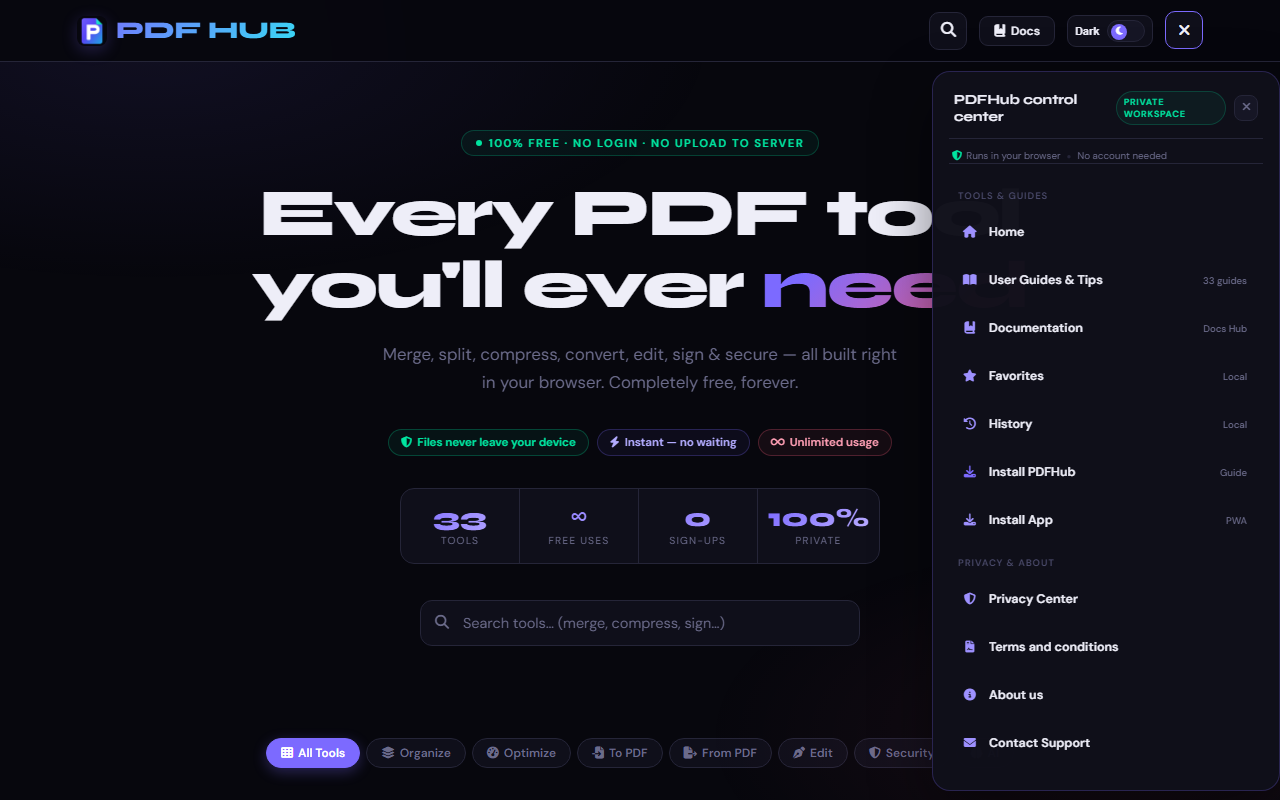 PDF HUB
Docs
Dark
100% FREE · NO LOGIN · NO UPLOAD TO SERVER
Every PDF tool
you'll ever need
Merge, split, compress, convert, edit, sign & secure — all built right
in your browser. Completely free, forever.
Files never leave your device
Instant — no waiting
Unlimited usage
33
TOOLS
∞
FREE USES
0
SIGN-UPS
100%
PRIVATE
Search tools… (merge, compress, sign…)
All Tools
Organize
Optimize
To PDF
From PDF
Edit
Security
PDFHub control
center
PRIVATE
WORKSPACE
Runs in your browser • No account needed
TOOLS & GUIDES
Home
User Guides & Tips 33 guides
Documentation Docs Hub
Favorites Local
History Local
Install PDFHub Guide
Install App PWA
PRIVACY & ABOUT
Privacy Center
Terms and conditions
About us
Contact Support